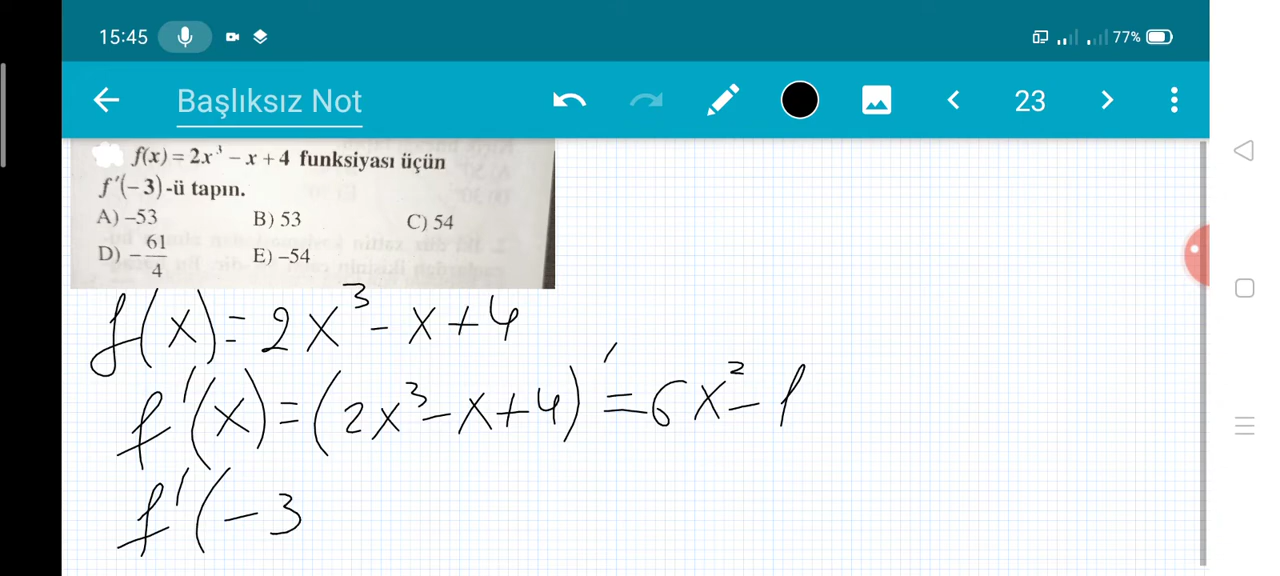 15:45 77%
Başlıksız Not 23
f(x) = 2x³ − x + 4 funksiyası üçün
f′(−3)-ü tapın.
A) −53 B) 53 C) 54
D) −61/4 E) −54
f(x) = 2x³ − x + 4
f′(x) = (2x³ − x + 4)′ = 6x² − 1
f′(−3